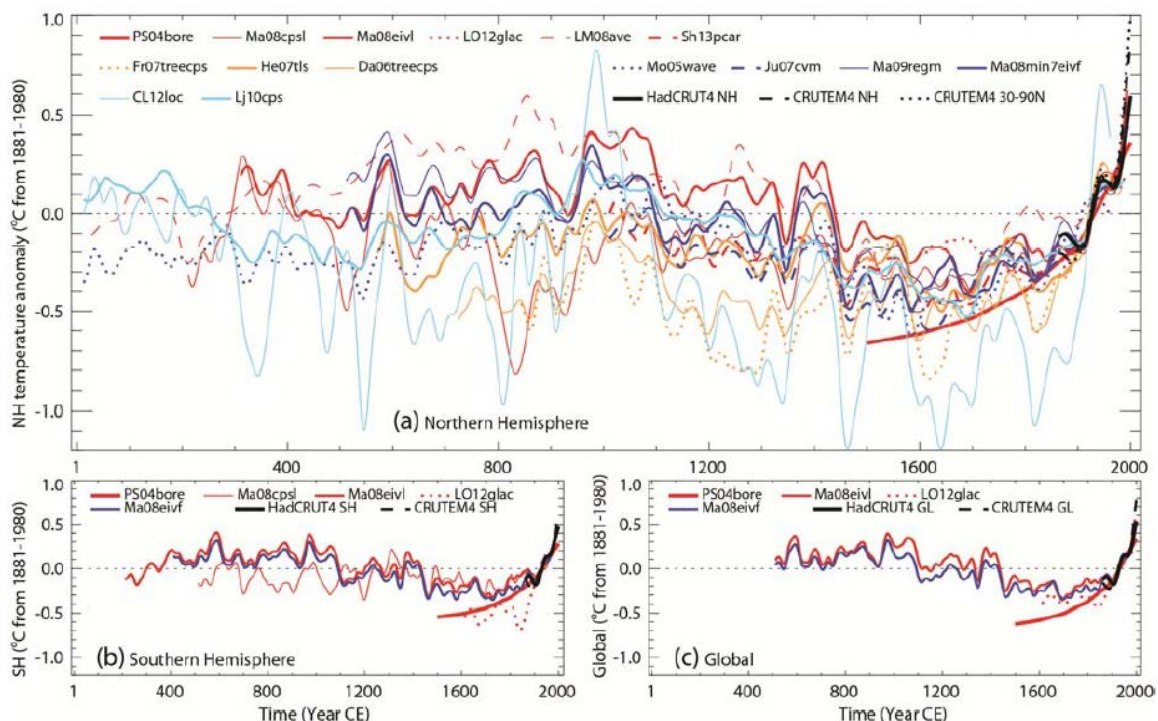 PS04bore Ma08cpsl Ma08eivl LO12glac LM08ave Sh13pcar
Fr07treecps He07tls Da06treecps Mo05wave Ju07cvm Ma09regm Ma08min7eivf
CL12loc Lj10cps HadCRUT4 NH CRUTEM4 NH CRUTEM4 30-90N
1.0
0.5
0.0
-0.5
-1.0
NH temperature anomaly (°C from 1881-1980)
(a) Northern Hemisphere
1 400 800 1200 1600 2000
PS04bore Ma08cpsl Ma08eivl LO12glac
Ma08eivf HadCRUT4 SH CRUTEM4 SH
1.0
0.5
0.0
-0.5
-1.0
SH (°C from 1881-1980)
(b) Southern Hemisphere
1 400 800 1200 1600 2000
Time (Year CE)
PS04bore Ma08eivl LO12glac
Ma08eivf HadCRUT4 GL CRUTEM4 GL
1.0
0.5
0.0
-0.5
-1.0
Global (°C from 1881-1980)
(c) Global
1 400 800 1200 1600 2000
Time (Year CE)